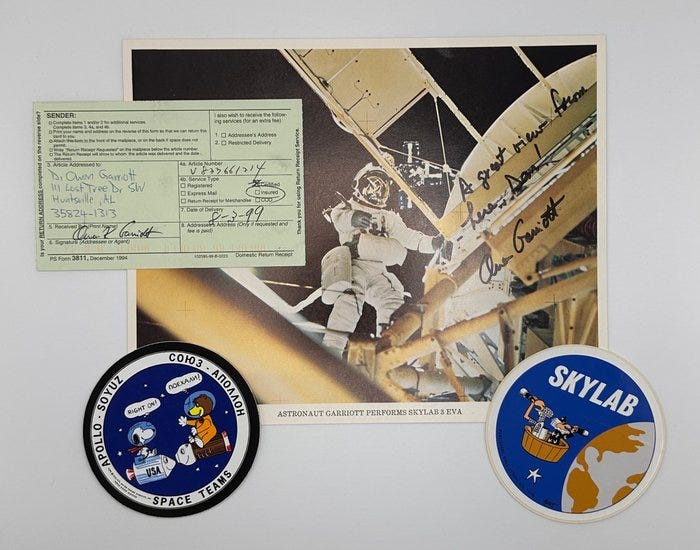 Is your RETURN ADDRESS completed on the reverse side?
SENDER:
Complete items 1 and/or 2 for additional services.
Complete items 3, 4a, and 4b.
Print your name and address on the reverse of this form so that we can return this
card to you.
Attach this form to the front of the mailpiece, or on the back if space does not
permit.
Write "Return Receipt Requested" on the mailpiece below the article number.
The Return Receipt will show to whom the article was delivered and the date
delivered.
I also wish to receive the follow-
ing services (for an extra fee):
1. Addressee's Address
2. Restricted Delivery
3. Article Addressed to:
Dr. Owen Garriott
111 Lost Tree Dr SW
Huntsville, AL
35824-1313
4a. Article Number
V 823661214
4b. Service Type
Registered
Certified
Express Mail
Insured
Return Receipt for Merchandise
COD
7. Date of Delivery
8-3-99
5. Received By: (Print Name)
Owen K Garriott
8. Addressee's Address (Only if requested and
fee is paid)
6. Signature (Addressee or Agent)
PS Form 3811, December 1994
102595-99-B-0223
Domestic Return Receipt
Thank you for using Return Receipt Service.
A great view from
here, Dan!
Owen Garriott
ASTRONAUT GARRIOTT PERFORMS SKYLAB 3 EVA
APOLLO - SOYUZ
СОЮЗ - АПОЛЛОН
RIGHT ON!
ПОЕХАЛИ!
USA
SPACE TEAMS
SKYLAB